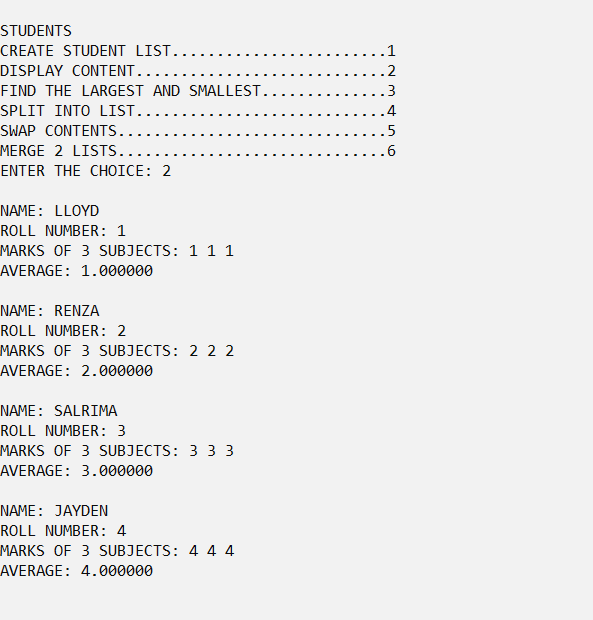 STUDENTS
CREATE STUDENT LIST........................1
DISPLAY CONTENT............................2
FIND THE LARGEST AND SMALLEST..............3
SPLIT INTO LIST............................4
SWAP CONTENTS..............................5
MERGE 2 LISTS..............................6
ENTER THE CHOICE: 2
NAME: LLOYD
ROLL NUMBER: 1
MARKS OF 3 SUBJECTS: 1 1 1
AVERAGE: 1.000000
NAME: RENZA
ROLL NUMBER: 2
MARKS OF 3 SUBJECTS: 2 2 2
AVERAGE: 2.000000
NAME: SALRIMA
ROLL NUMBER: 3
MARKS OF 3 SUBJECTS: 3 3 3
AVERAGE: 3.000000
NAME: JAYDEN
ROLL NUMBER: 4
MARKS OF 3 SUBJECTS: 4 4 4
AVERAGE: 4.000000